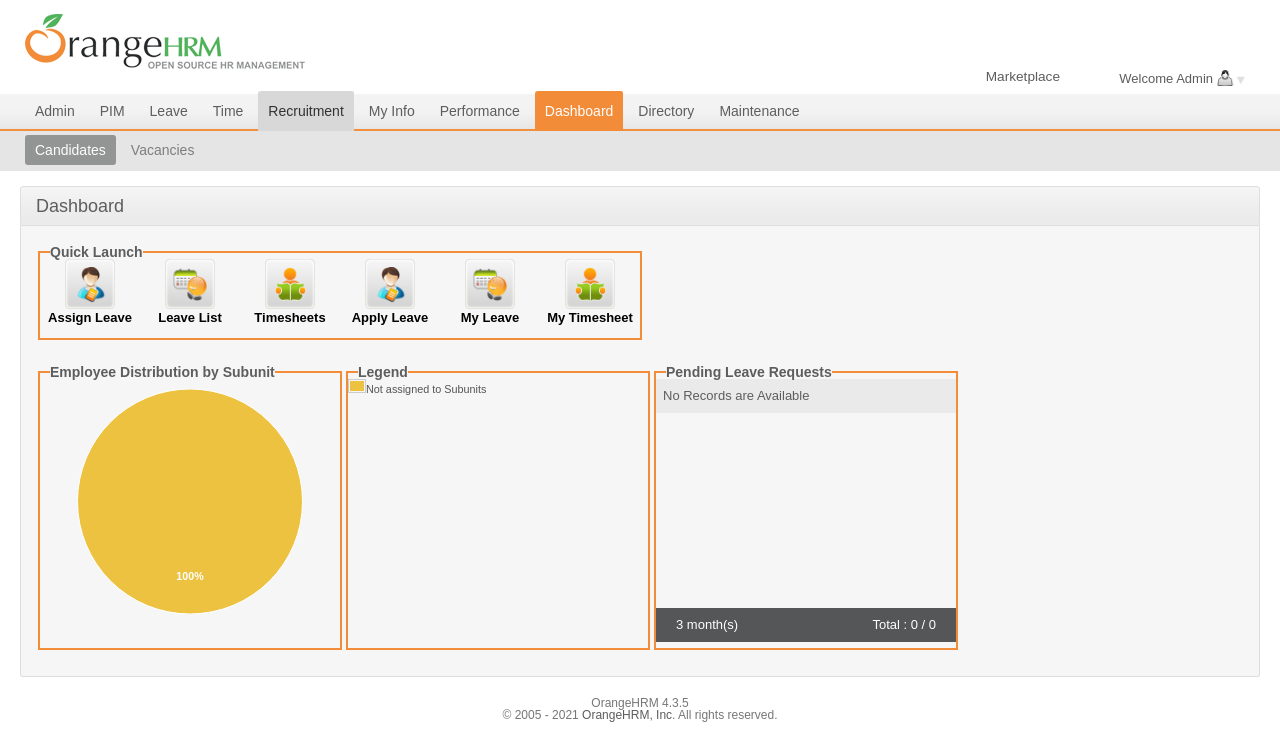 OrangeHRM
OPEN SOURCE HR MANAGEMENT
Marketplace
Welcome Admin
Admin PIM Leave Time Recruitment My Info Performance Dashboard Directory Maintenance
Candidates Vacancies
Dashboard
Quick Launch
Assign Leave Leave List Timesheets Apply Leave My Leave My Timesheet
Employee Distribution by Subunit
100%
Legend
Not assigned to Subunits
Pending Leave Requests
No Records are Available
3 month(s) Total : 0 / 0
OrangeHRM 4.3.5
© 2005 - 2021 OrangeHRM, Inc. All rights reserved.